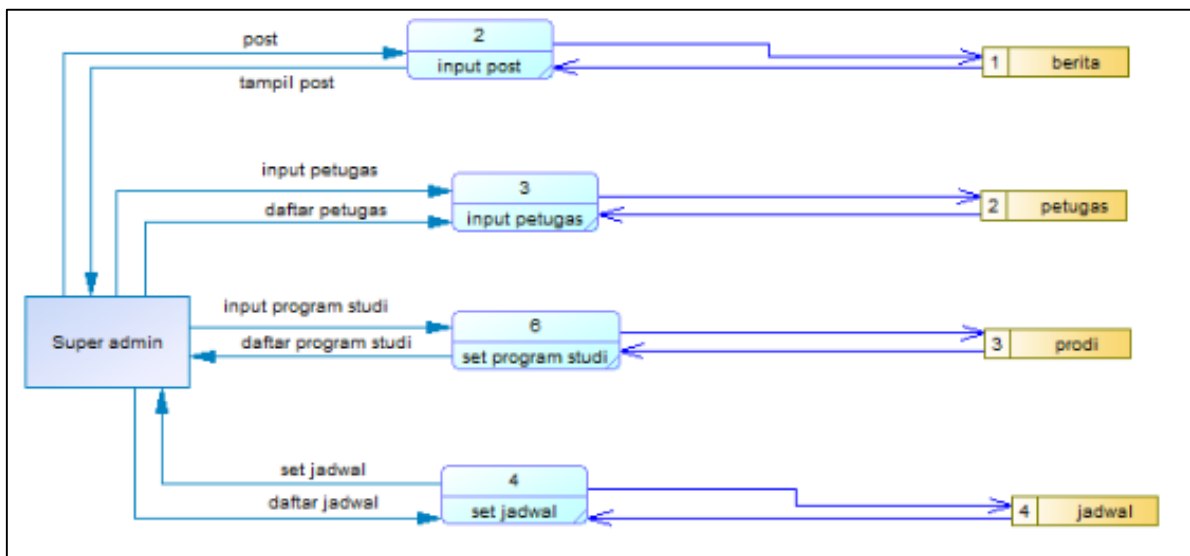 post
2
input post
tampil post
1 berita
input petugas
3
daftar petugas
input petugas
2 petugas
input program studi
6
Super admin
daftar program studi
set program studi
3 prodi
set jadwal
4
daftar jadwal
set jadwal
4 jadwal